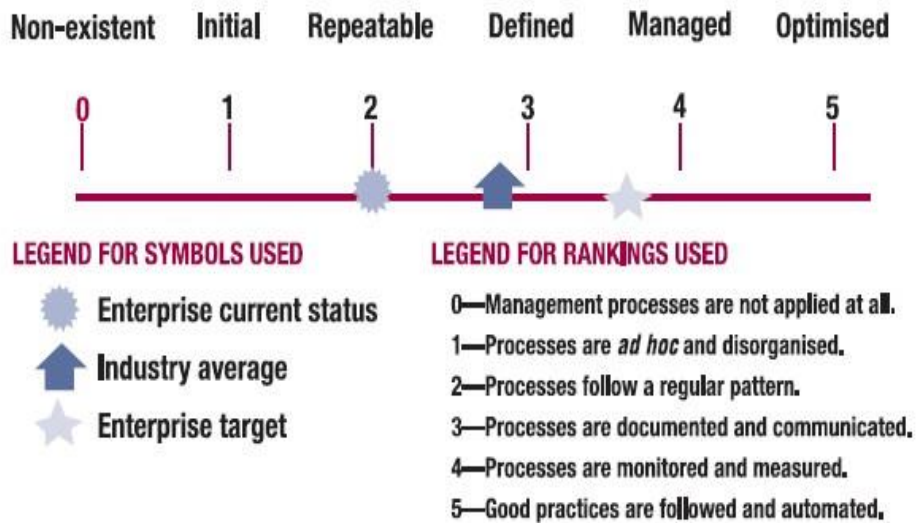 Non-existent Initial Repeatable Defined Managed Optimised
0 1 2 3 4 5
LEGEND FOR SYMBOLS USED
Enterprise current status
Industry average
Enterprise target
LEGEND FOR RANKINGS USED
0—Management processes are not applied at all.
1—Processes are ad hoc and disorganised.
2—Processes follow a regular pattern.
3—Processes are documented and communicated.
4—Processes are monitored and measured.
5—Good practices are followed and automated.